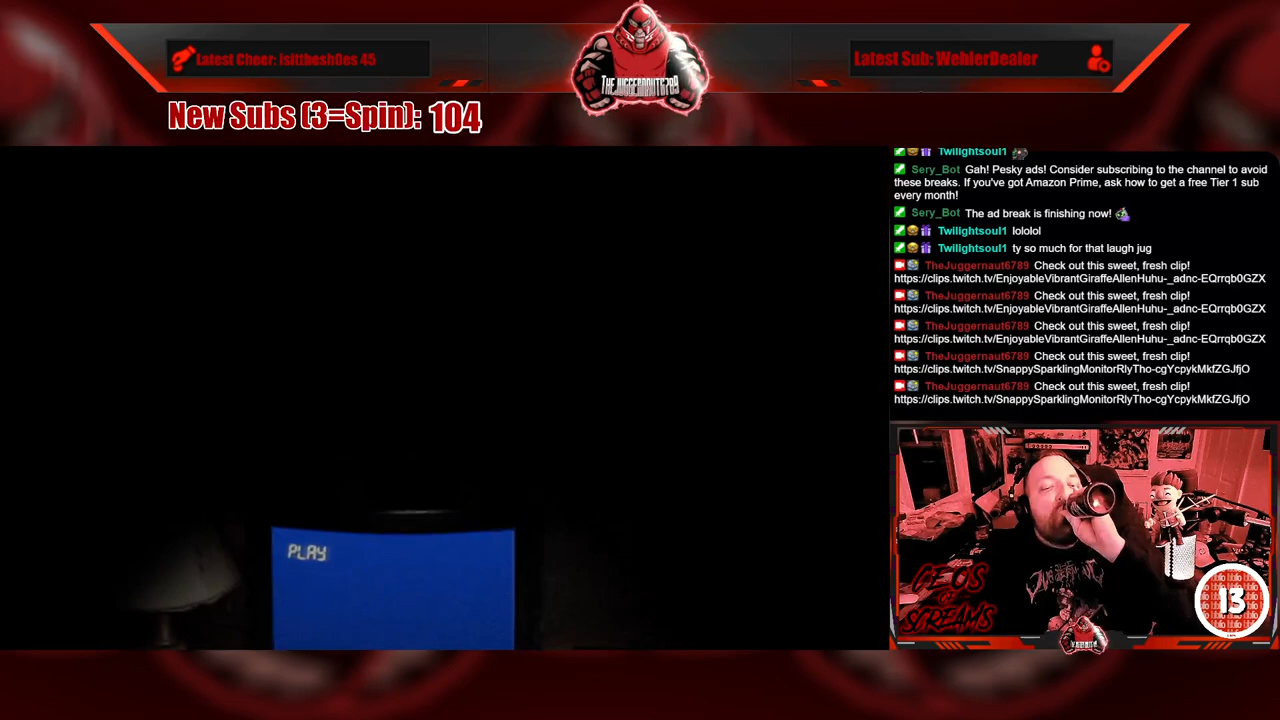 Latest Cheer: Isittbesh0es 45
THEJUGGERNAUT6789
Latest Sub: WehlerDealer
New Subs (3=Spin): 104
Twilightsoul1
Sery_Bot Gah! Pesky ads! Consider subscribing to the channel to avoid
these breaks. If you've got Amazon Prime, ask how to get a free Tier 1 sub
every month!
Sery_Bot The ad break is finishing now!
Twilightsoul1 lololol
Twilightsoul1 ty so much for that laugh jug
TheJuggernaut6789 Check out this sweet, fresh clip!
https://clips.twitch.tv/EnjoyableVibrantGiraffeAllenHuhu-_adnc-EQrrqb0GZX
TheJuggernaut6789 Check out this sweet, fresh clip!
https://clips.twitch.tv/EnjoyableVibrantGiraffeAllenHuhu-_adnc-EQrrqb0GZX
TheJuggernaut6789 Check out this sweet, fresh clip!
https://clips.twitch.tv/EnjoyableVibrantGiraffeAllenHuhu-_adnc-EQrrqb0GZX
TheJuggernaut6789 Check out this sweet, fresh clip!
https://clips.twitch.tv/SnappySparklingMonitorRlyTho-cgYcpykMkfZGJfjO
TheJuggernaut6789 Check out this sweet, fresh clip!
https://clips.twitch.tv/SnappySparklingMonitorRlyTho-cgYcpykMkfZGJfjO
PLAY
SCREAMS
13